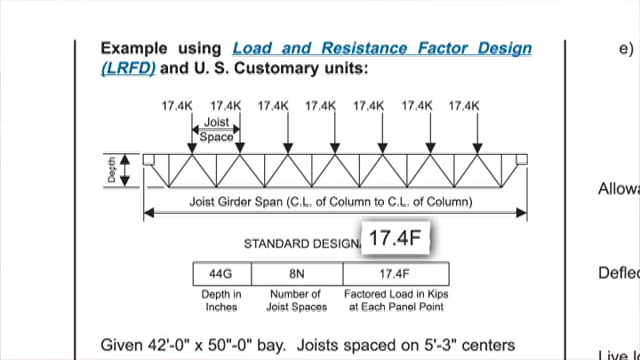 Example using Load and Resistance Factor Design
(LRFD) and U. S. Customary units:
e)
17.4K 17.4K 17.4K 17.4K 17.4K 17.4K 17.4K
Joist
Space
Depth
Joist Girder Span (C.L. of Column to C.L. of Column)
Allowa
STANDARD DESIGN
17.4F
44G 8N 17.4F
Deflec
Depth in Number of Factored Load in Kips
Inches Joist Spaces at Each Panel Point
Given 42'-0" x 50"-0" bay. Joists spaced on 5'-3" centers
Live l